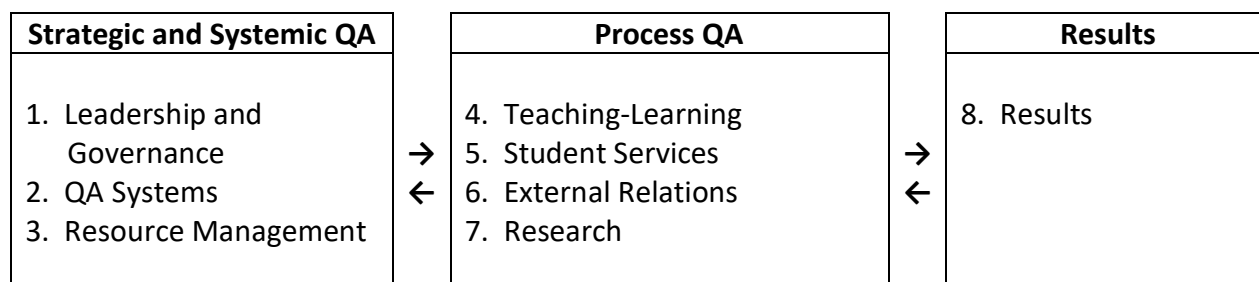 Strategic and Systemic QA
1. Leadership and
Governance
2. QA Systems
3. Resource Management
→
←
Process QA
4. Teaching-Learning
5. Student Services
6. External Relations
7. Research
→
←
Results
8. Results